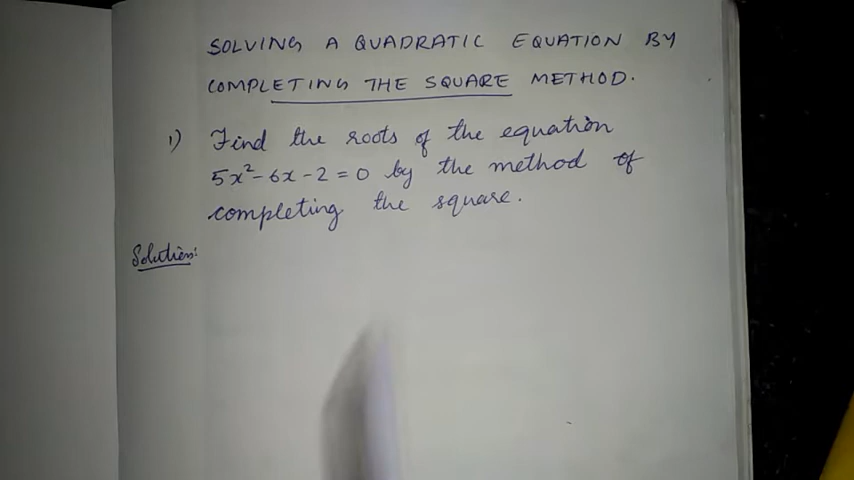 SOLVING A QUADRATIC EQUATION BY
COMPLETING THE SQUARE METHOD.
1) Find the roots of the equation
5x²-6x-2=0 by the method of
completing the square.
Solution: